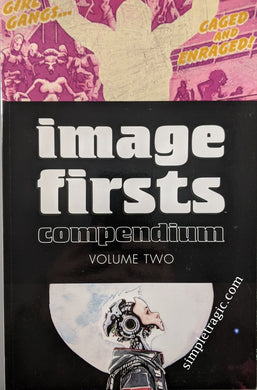 GIRL
GANGS...
CAGED
AND
ENRAGED!
image
firsts
compendium
VOLUME TWO
simpletragic.com